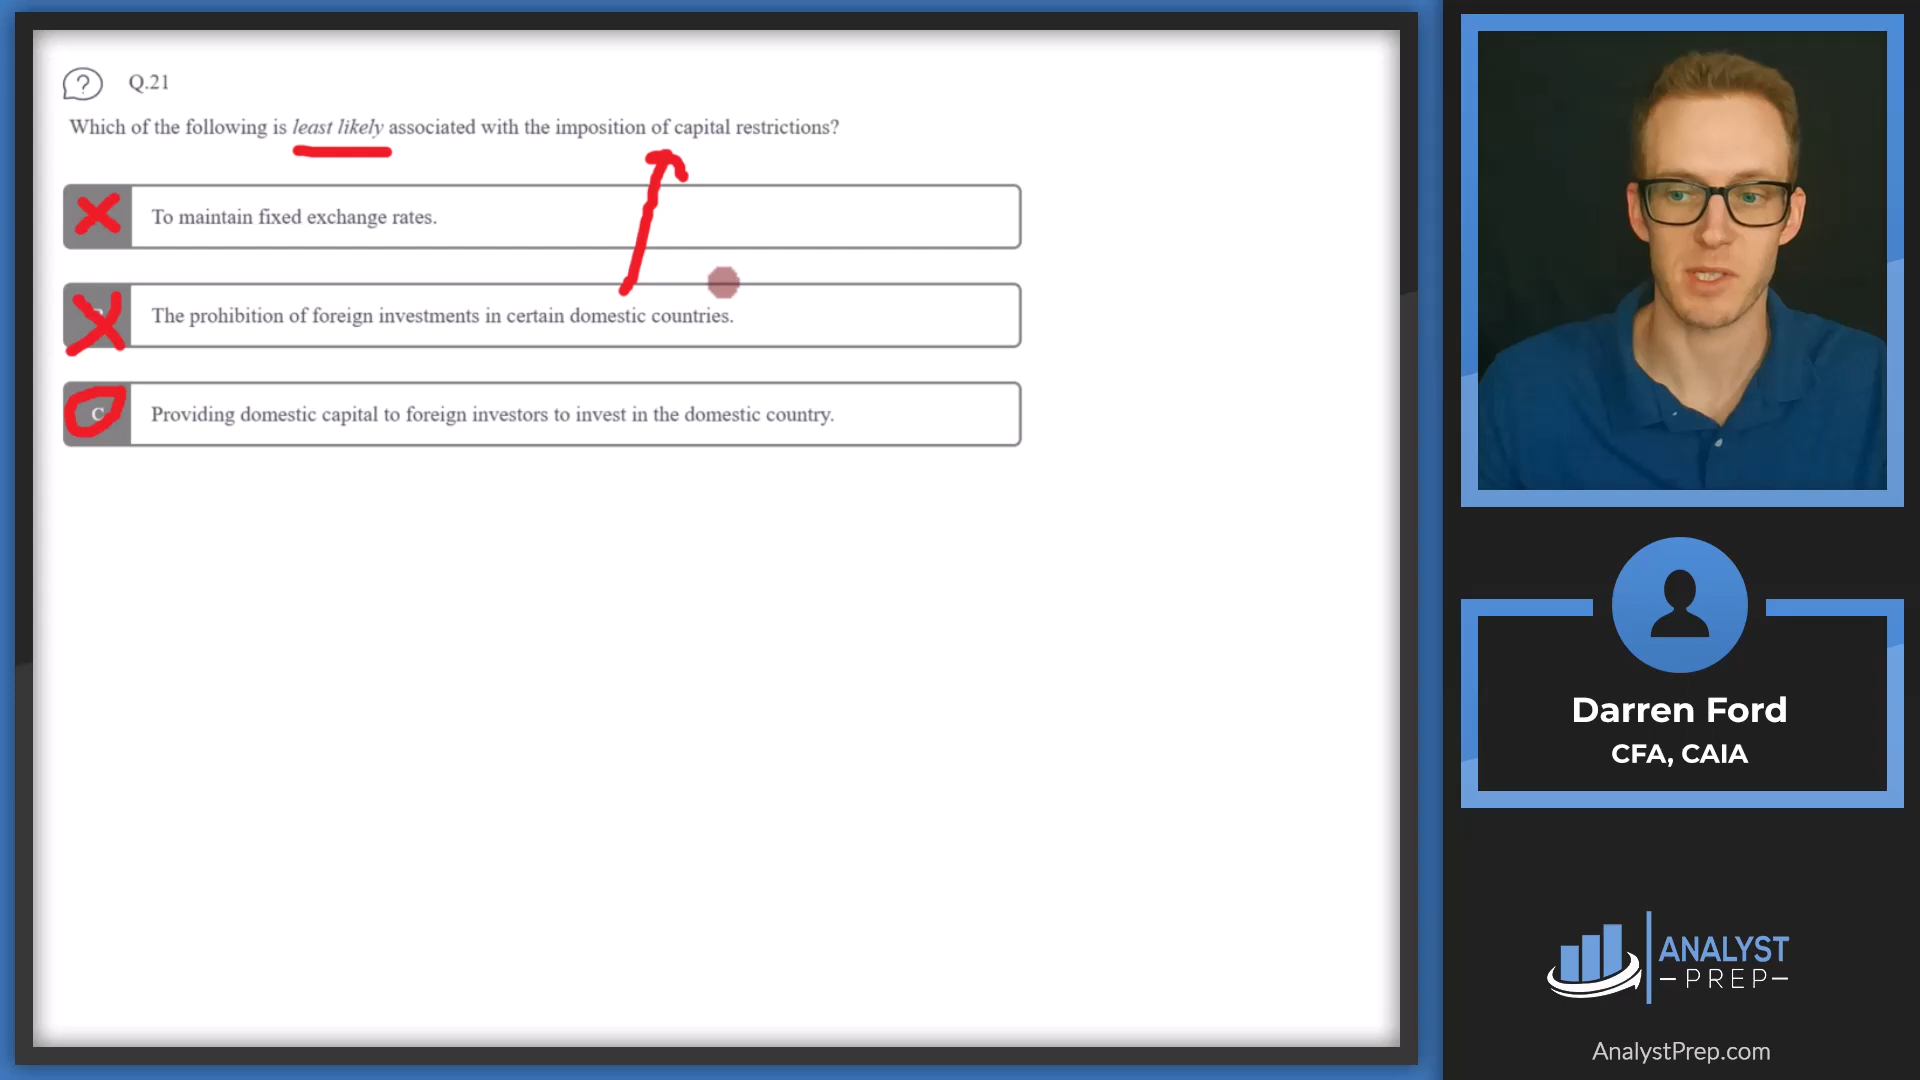 Q.21
Which of the following is least likely associated with the imposition of capital restrictions?
To maintain fixed exchange rates.
The prohibition of foreign investments in certain domestic countries.
C
Providing domestic capital to foreign investors to invest in the domestic country.
Darren Ford
CFA, CAIA
ANALYST
PREP
AnalystPrep.com